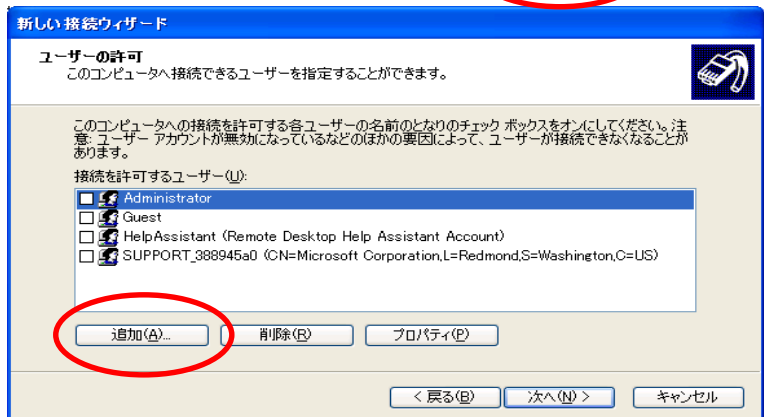 新しい接続ウィザード
ユーザーの許可
このコンピュータへ接続できるユーザーを指定することができます。
このコンピュータへの接続を許可する各ユーザーの名前のとなりのチェック ボックスをオンにしてください。注
意: ユーザー アカウントが無効になっているなどのほかの要因によって、ユーザーが接続できなくなることが
あります。
接続を許可するユーザー(U):
Administrator
Guest
HelpAssistant (Remote Desktop Help Assistant Account)
SUPPORT_388945a0 (CN=Microsoft Corporation,L=Redmond,S=Washington,C=US)
追加(A)... 削除(R) プロパティ(P)
< 戻る(B) 次へ(N) > キャンセル